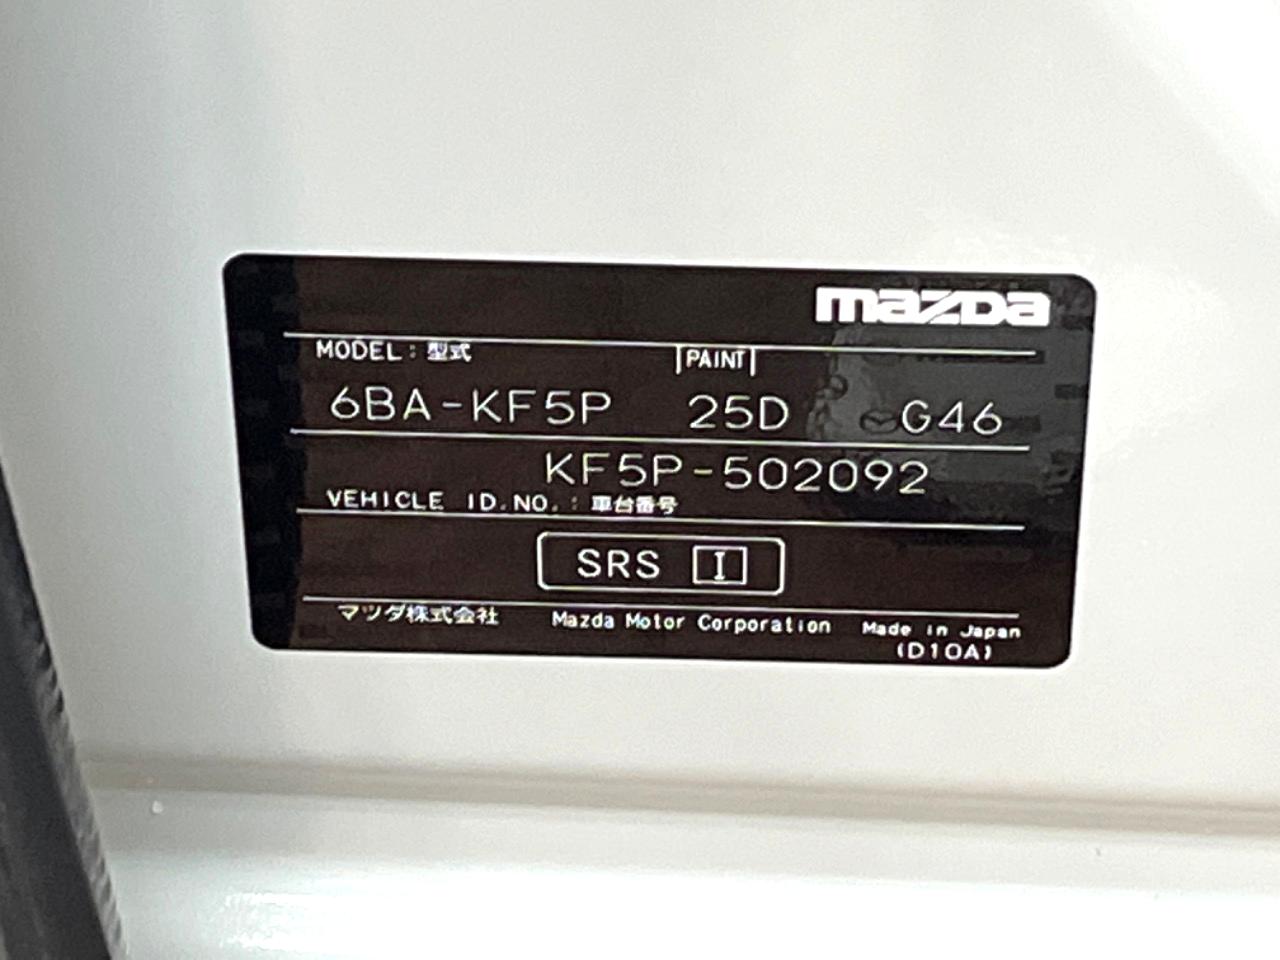 mazda
MODEL: 型式 PAINT
6BA-KF5P 25D G46
KF5P-502092
VEHICLE ID. NO.: 車台番号
SRS I
マツダ株式会社 Mazda Motor Corporation Made in Japan
(D10A)